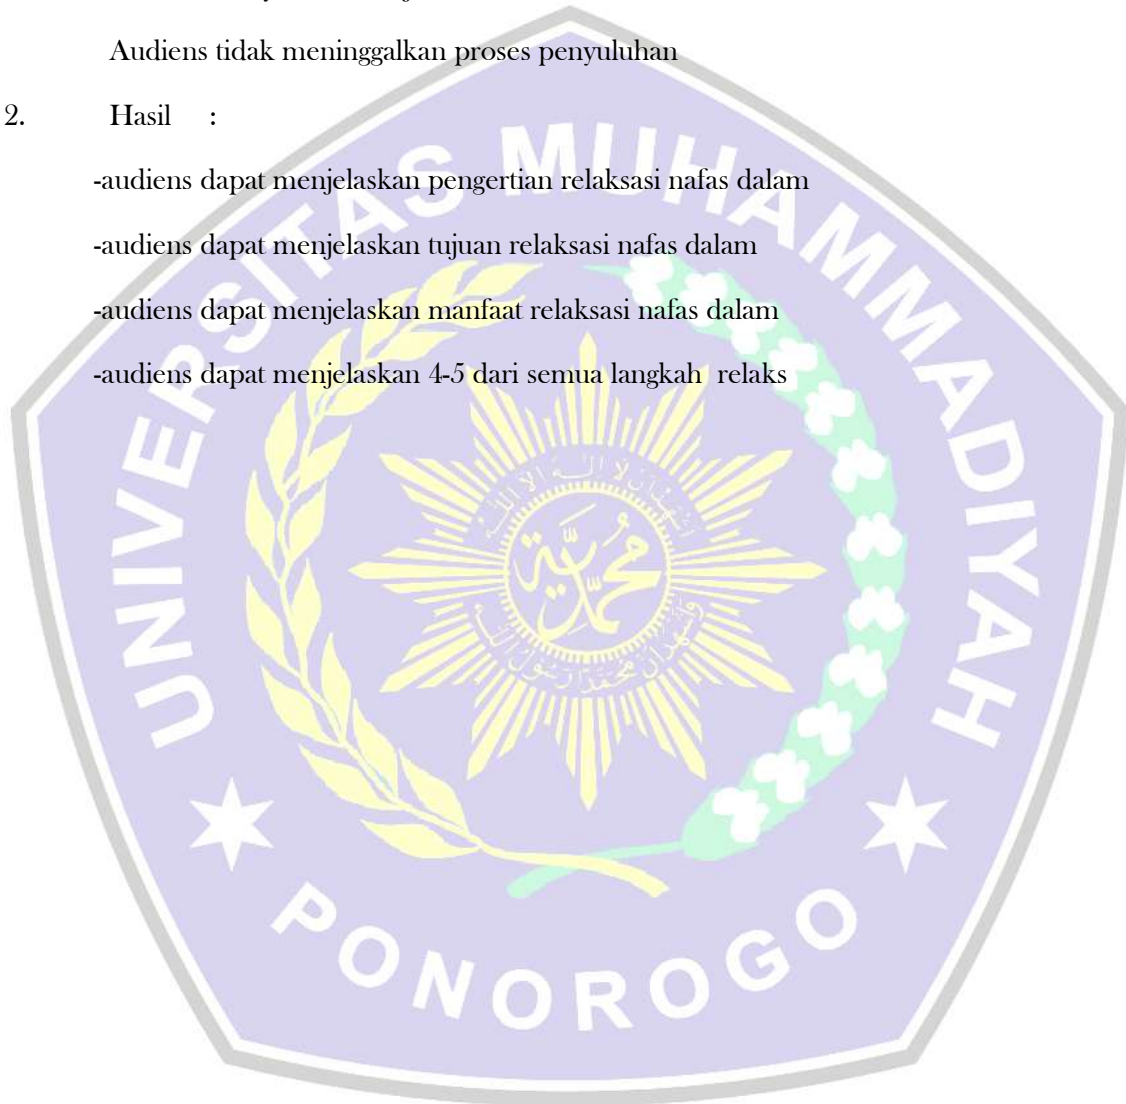 Audiens tidak meninggalkan proses penyuluhan
2. Hasil :
-audiens dapat menjelaskan pengertian relaksasi nafas dalam
-audiens dapat menjelaskan tujuan relaksasi nafas dalam
-audiens dapat menjelaskan manfaat relaksasi nafas dalam
-audiens dapat menjelaskan 4-5 dari semua langkah relaks
UNIVERSITAS MUHAMMADIYAH
محمدية
PONOROGO